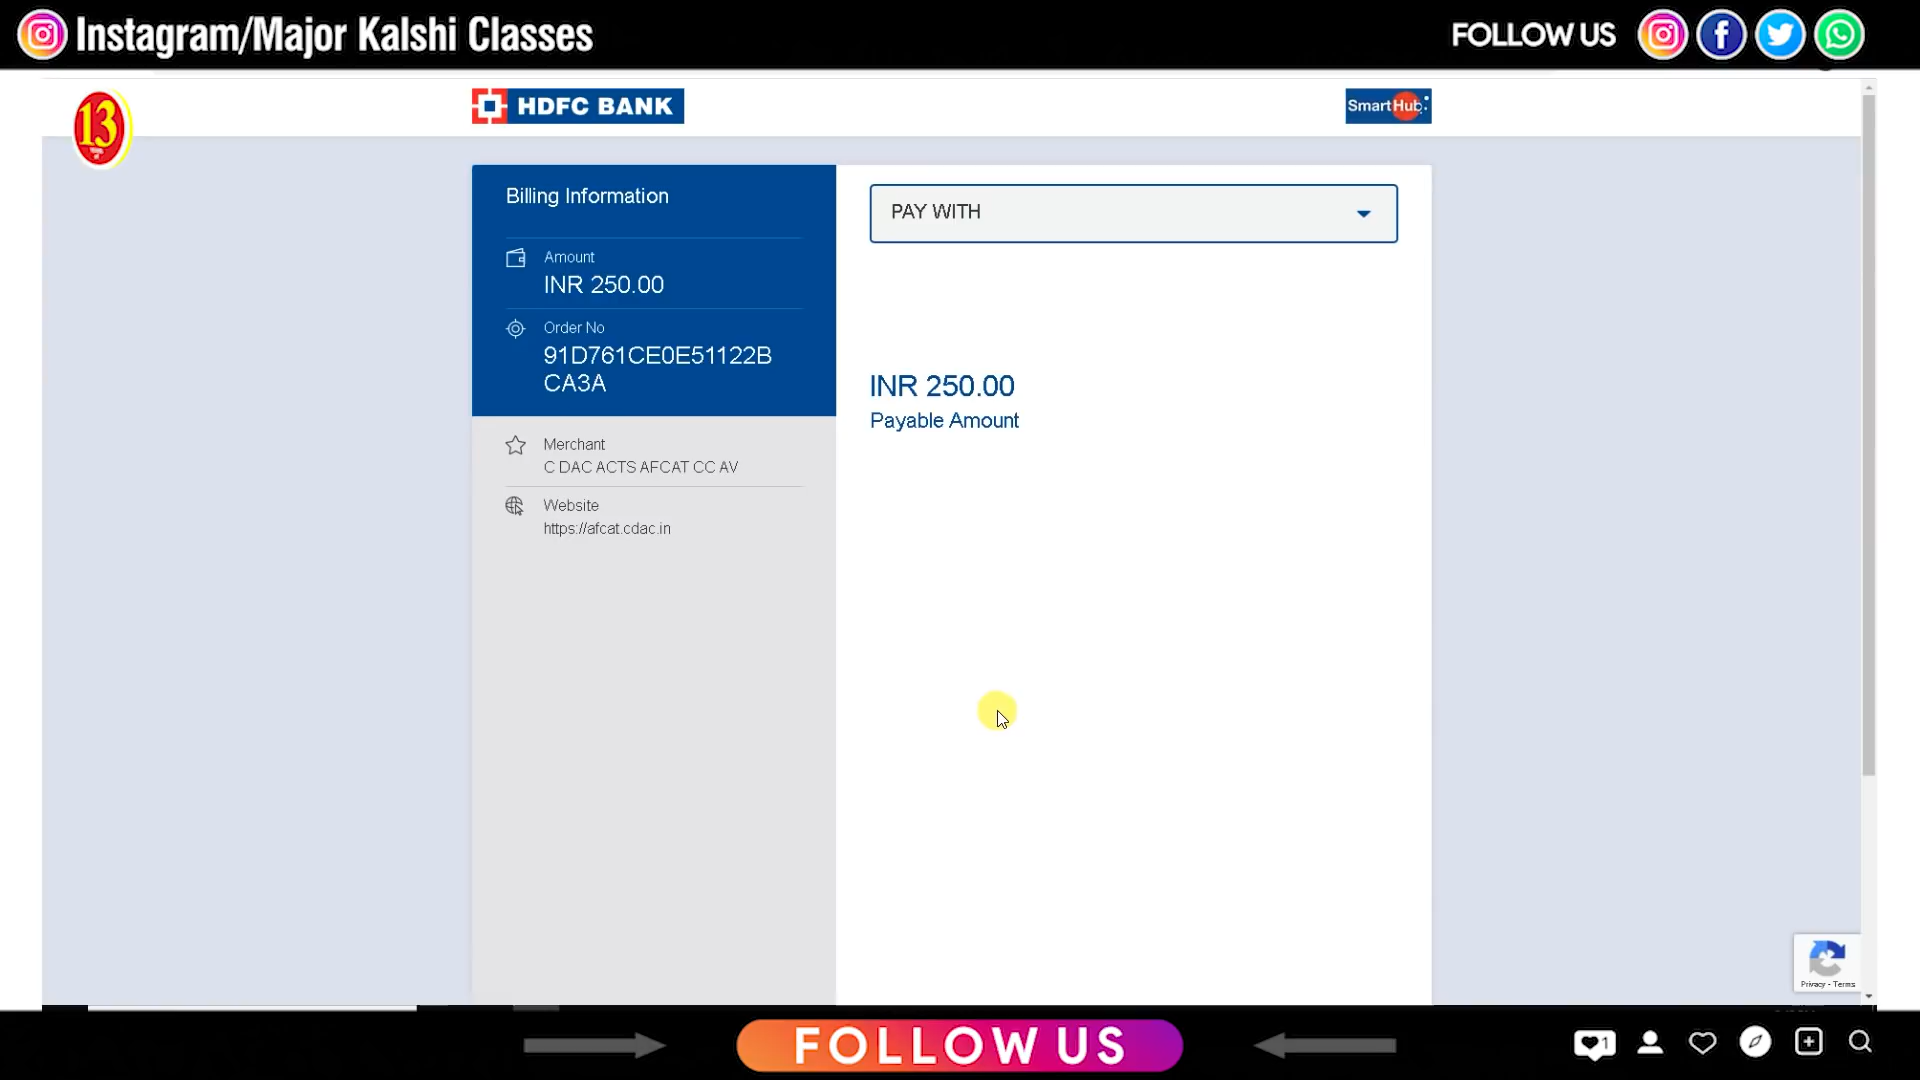 Instagram/Major Kalshi Classes
FOLLOW US
13
HDFC BANK
SmartHub
Billing Information
Amount
INR 250.00
Order No
91D761CE0E51122B
CA3A
Merchant
C DAC ACTS AFCAT CC AV
Website
https://afcat.cdac.in
PAY WITH
INR 250.00
Payable Amount
Privacy - Terms
FOLLOW US
1